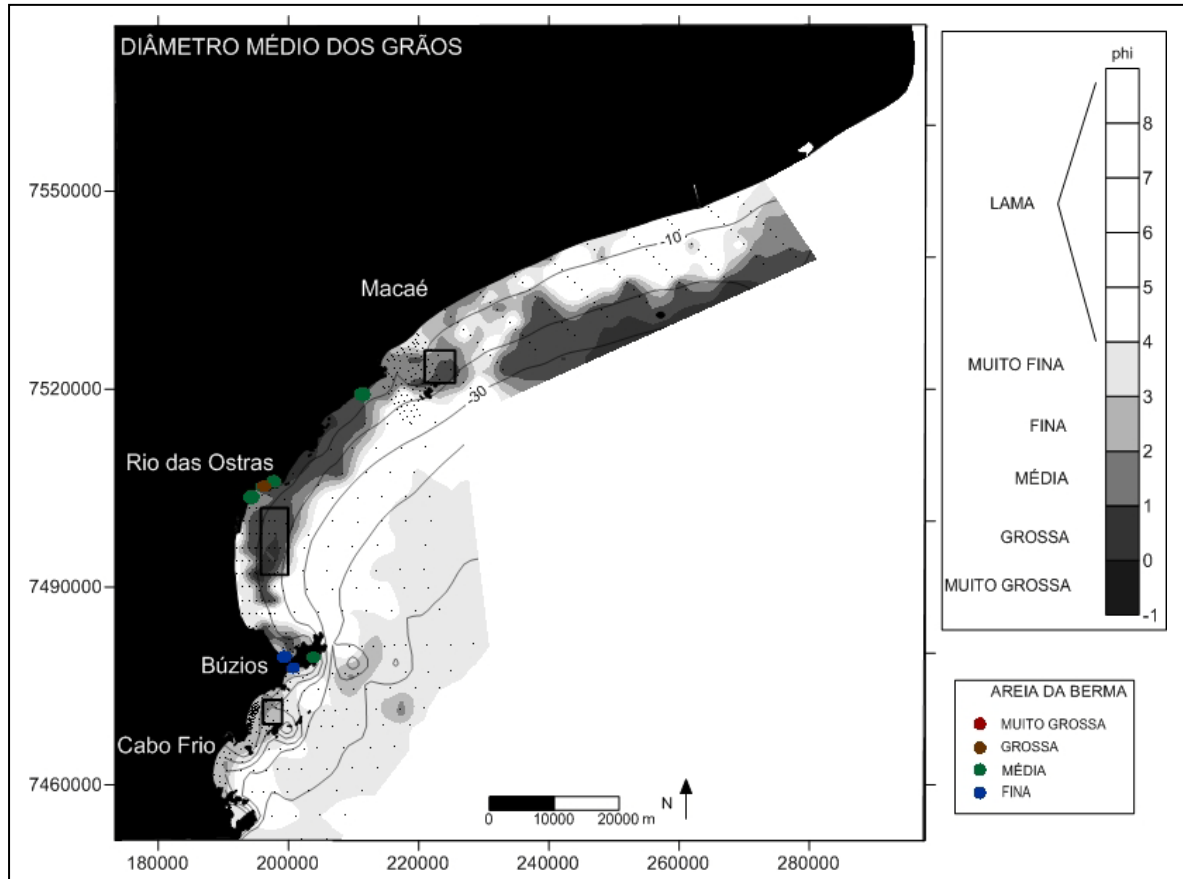 DIÂMETRO MÉDIO DOS GRÃOS
7550000
7520000
7490000
7460000
Macaé
Rio das Ostras
Búzios
Cabo Frio
-10
-30
N
0 10000 20000 m
180000 200000 220000 240000 260000 280000
phi
8
7
6
5
4
3
2
1
0
-1
LAMA
MUITO FINA
FINA
MÉDIA
GROSSA
MUITO GROSSA
AREIA DA BERMA
MUITO GROSSA
GROSSA
MÉDIA
FINA